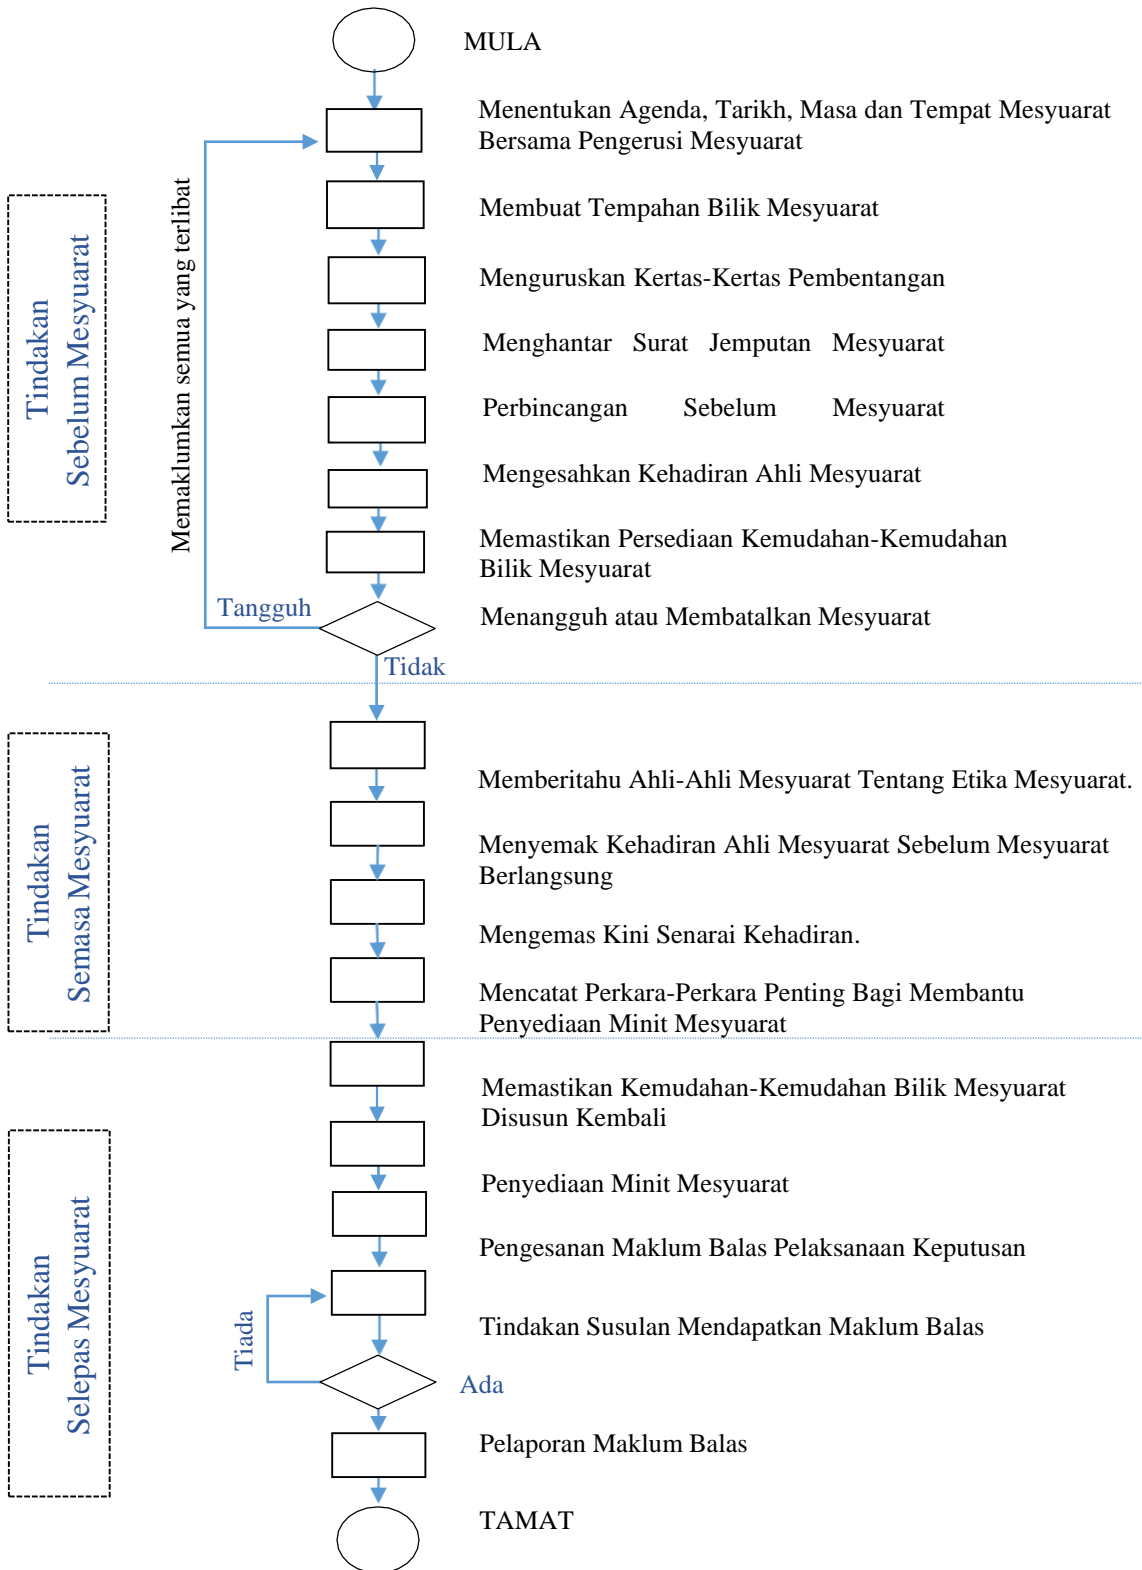 MULA
Menentukan Agenda, Tarikh, Masa dan Tempat Mesyuarat
Bersama Pengerusi Mesyuarat
Membuat Tempahan Bilik Mesyuarat
Menguruskan Kertas-Kertas Pembentangan
Menghantar Surat Jemputan Mesyuarat
Perbincangan Sebelum Mesyuarat
Mengesahkan Kehadiran Ahli Mesyuarat
Memastikan Persediaan Kemudahan-Kemudahan
Bilik Mesyuarat
Menangguh atau Membatalkan Mesyuarat
Tangguh
Memaklumkan semua yang terlibat
Tidak
Tindakan
Sebelum Mesyuarat
Memberitahu Ahli-Ahli Mesyuarat Tentang Etika Mesyuarat.
Menyemak Kehadiran Ahli Mesyuarat Sebelum Mesyuarat
Berlangsung
Mengemas Kini Senarai Kehadiran.
Mencatat Perkara-Perkara Penting Bagi Membantu
Penyediaan Minit Mesyuarat
Tindakan
Semasa Mesyuarat
Memastikan Kemudahan-Kemudahan Bilik Mesyuarat
Disusun Kembali
Penyediaan Minit Mesyuarat
Pengesanan Maklum Balas Pelaksanaan Keputusan
Tindakan Susulan Mendapatkan Maklum Balas
Tiada
Ada
Pelaporan Maklum Balas
Tindakan
Selepas Mesyuarat
TAMAT